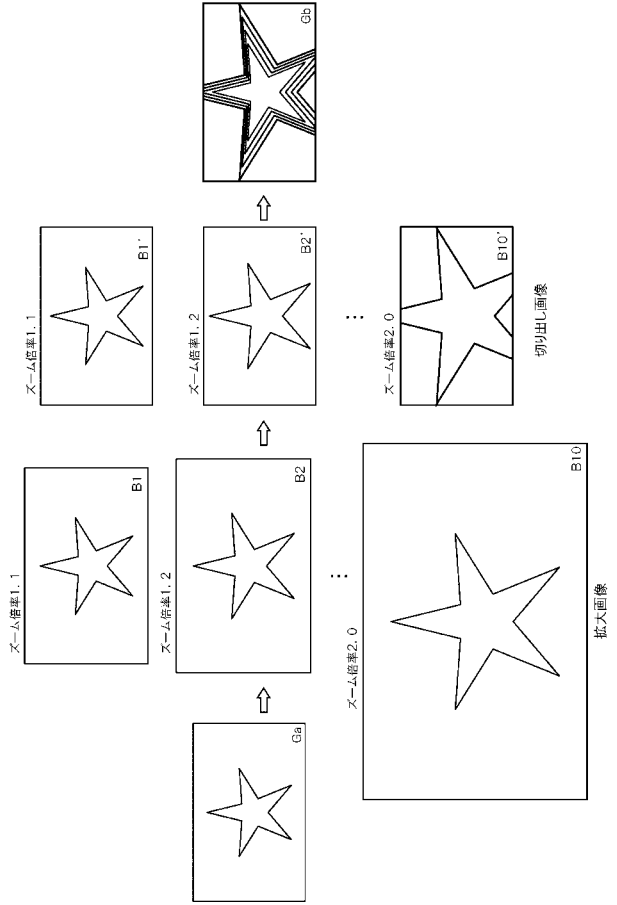 Ga
ズーム倍率1.1
B1
ズーム倍率1.2
B2
⋮
ズーム倍率2.0
B10
拡大画像
ズーム倍率1.1
B1'
ズーム倍率1.2
B2'
⋮
ズーム倍率2.0
B10'
切り出し画像
Gb